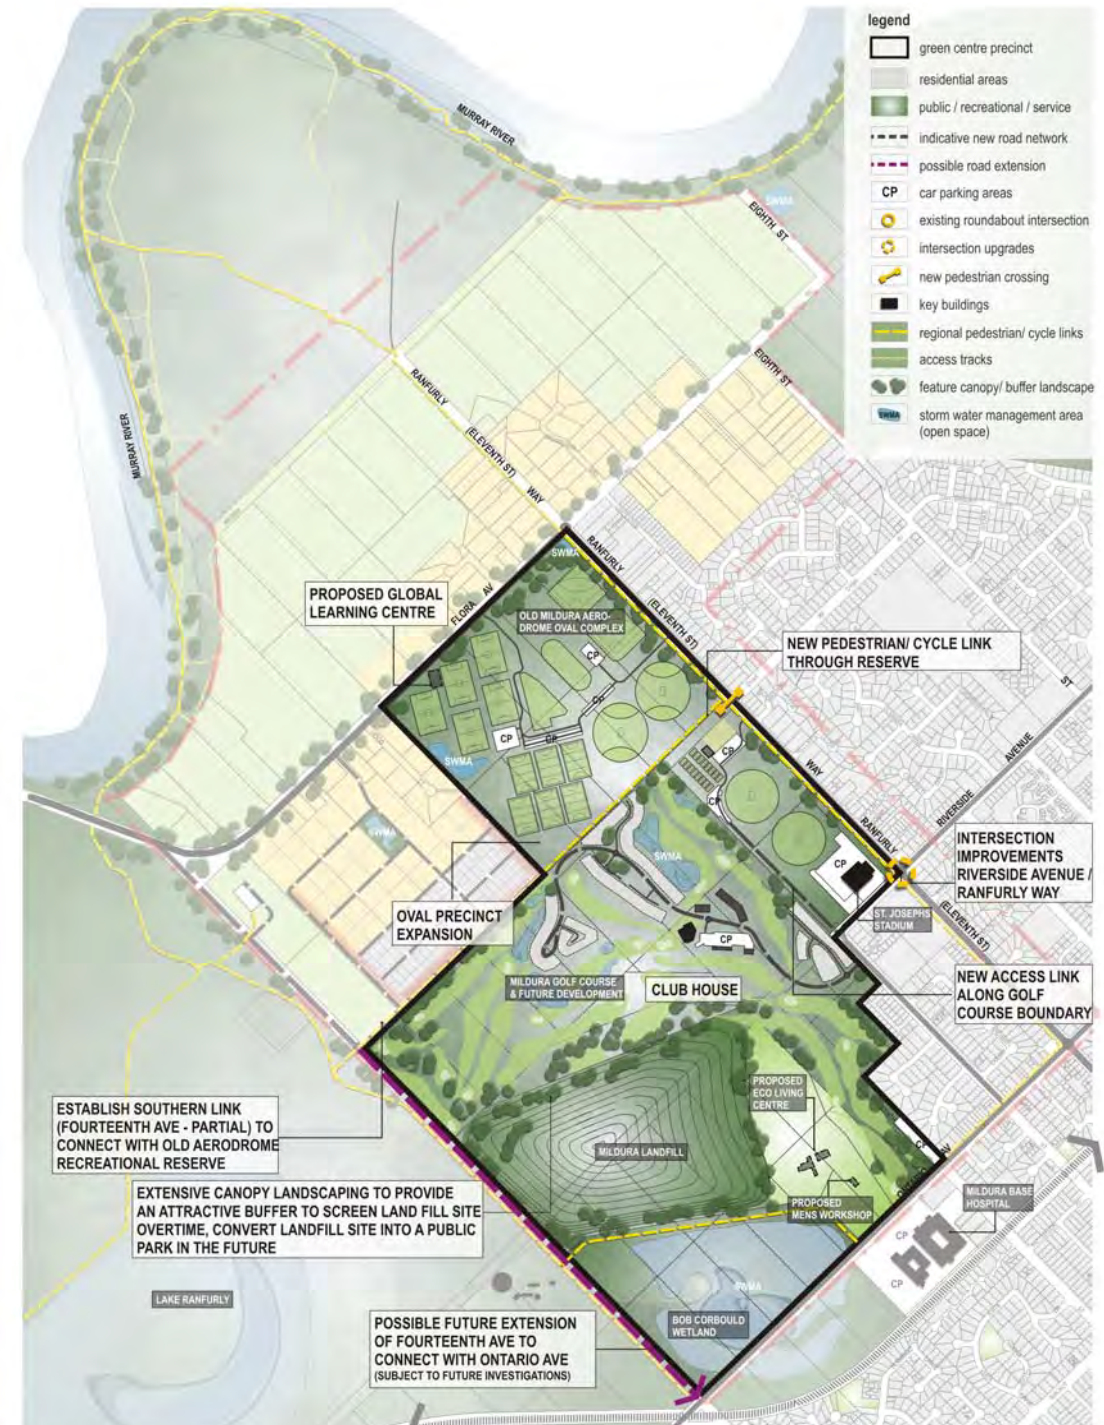 legend
green centre precinct
residential areas
public / recreational / service
indicative new road network
possible road extension
CP
car parking areas
existing roundabout intersection
intersection upgrades
new pedestrian crossing
key buildings
regional pedestrian/ cycle links
access tracks
feature canopy/ buffer landscape
SWMA
storm water management area
(open space)
MURRAY RIVER
SWMA
EIGHTH ST
EIGHTH ST
RANFURLY
(ELEVENTH ST)
WAY
MURRAY RIVER
RANFURLY
SWMA
PROPOSED GLOBAL
LEARNING CENTRE
FLORA AV
OLD MILDURA AERO-
DROME OVAL COMPLEX
(ELEVENTH ST)
NEW PEDESTRIAN/ CYCLE LINK
THROUGH RESERVE
CP
CP
CP
CP
SWMA
CP
CP
WAY
ST
AVENUE
RIVERSIDE
RANFURLY
SWMA
SWMA
CP
INTERSECTION
IMPROVEMENTS
RIVERSIDE AVENUE /
RANFURLY WAY
OVAL PRECINCT
EXPANSION
ST. JOSEPHS
STADIUM
(ELEVENTH ST)
CP
MILDURA GOLF COURSE
& FUTURE DEVELOPMENT
CLUB HOUSE
NEW ACCESS LINK
ALONG GOLF
COURSE BOUNDARY
PROPOSED
ECO LIVING
CENTRE
ESTABLISH SOUTHERN LINK
(FOURTEENTH AVE - PARTIAL) TO
CONNECT WITH OLD AERODROME
RECREATIONAL RESERVE
MILDURA LANDFILL
CP
AV
EXTENSIVE CANOPY LANDSCAPING TO PROVIDE
AN ATTRACTIVE BUFFER TO SCREEN LAND FILL SITE
OVERTIME, CONVERT LANDFILL SITE INTO A PUBLIC
PARK IN THE FUTURE
PROPOSED
MENS WORKSHOP
MILDURA BASE
HOSPITAL
CP
CP
LAKE RANFURLY
SWMA
BOB CORBOULD
WETLAND
POSSIBLE FUTURE EXTENSION
OF FOURTEENTH AVE TO
CONNECT WITH ONTARIO AVE
(SUBJECT TO FUTURE INVESTIGATIONS)